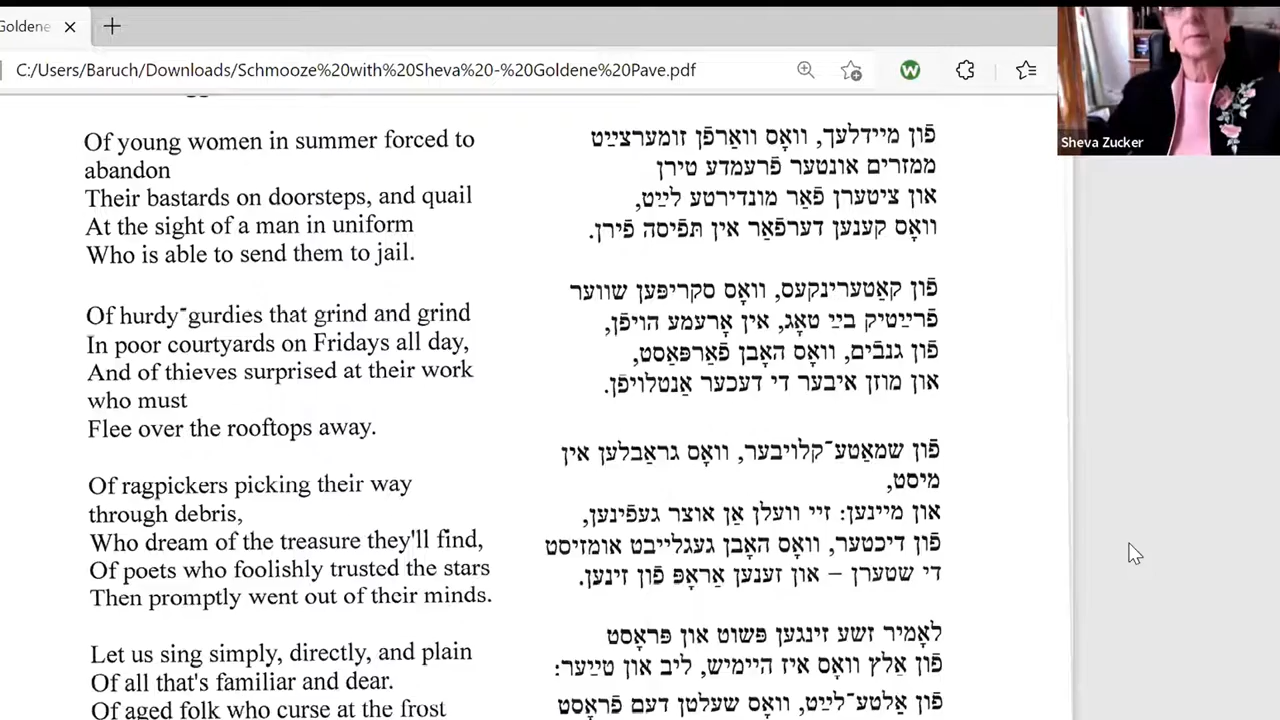 Goldene
C:/Users/Baruch/Downloads/Schmooze%20with%20Sheva%20-%20Goldene%20Pave.pdf
Sheva Zucker
Of young women in summer forced to
abandon
Their bastards on doorsteps, and quail
At the sight of a man in uniform
Who is able to send them to jail.
Of hurdy-gurdies that grind and grind
In poor courtyards on Fridays all day,
And of thieves surprised at their work
who must
Flee over the rooftops away.
Of ragpickers picking their way
through debris,
Who dream of the treasure they'll find,
Of poets who foolishly trusted the stars
Then promptly went out of their minds.
Let us sing simply, directly, and plain
Of all that's familiar and dear.
Of aged folk who curse at the frost
פֿון מיידלעך, וואָס וואַרפֿן זומערצײַט
ממזרים אונטער פֿרעמדע טירן
און ציטערן פֿאַר מונדירטע לײַט,
וואָס קענען דערפֿאַר אין תּפֿיסה פֿירן.
פֿון קאַטערינקעס, וואָס סקריפּען שווער
פֿרײַטיק בײַ טאָג, אין אָרעמע הויפֿן,
פֿון גנבֿים, וואָס האָבן פֿאַרפּאַסט,
און מוזן איבער די דעכער אַנטלויפֿן.
פֿון שמאַטע־קלויבער, וואָס גראַבלען אין
מיסט,
און מיינען: זיי וועלן אַן אוצר געפֿינען,
פֿון דיכטער, וואָס האָבן געגלייבט אומזיסט
די שטערן – און זענען אַראָפּ פֿון זינען.
לאָמיר זשע זינגען פּשוט און פּראָסט
פֿון אַלץ וואָס איז היימיש, ליב און טײַער:
פֿון אַלטע־לײַט, וואָס שעלטן דעם פֿראָסט